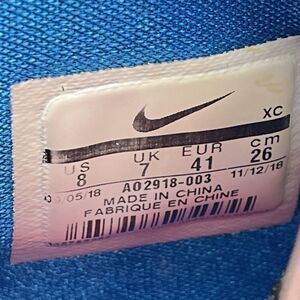 XC
US UK EUR cm
8 7 41 26
/05/18 AO2918-003 11/12/18
MADE IN CHINA
FABRIQUE EN CHINE